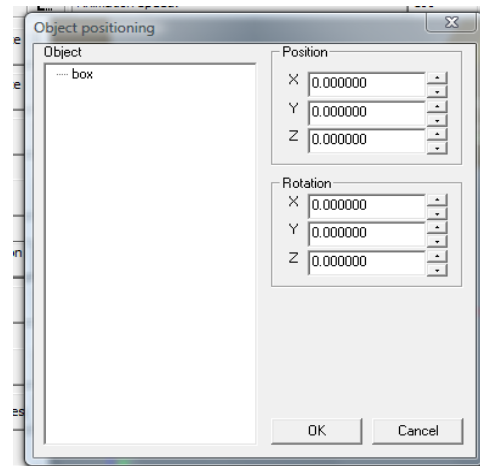 Object positioning
Object
box
Position
X 0.000000
Y 0.000000
Z 0.000000
Rotation
X 0.000000
Y 0.000000
Z 0.000000
OK Cancel